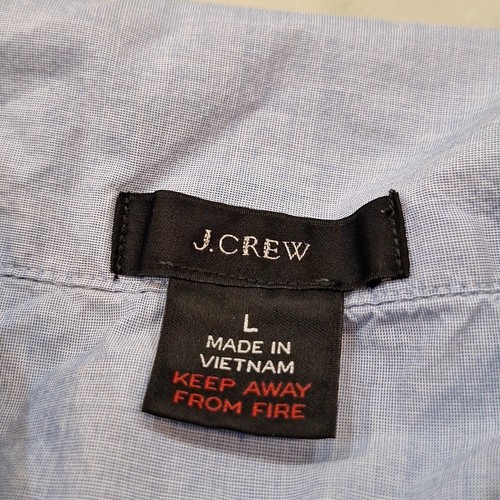 J.CREW
L
MADE IN
VIETNAM
KEEP AWAY
FROM FIRE